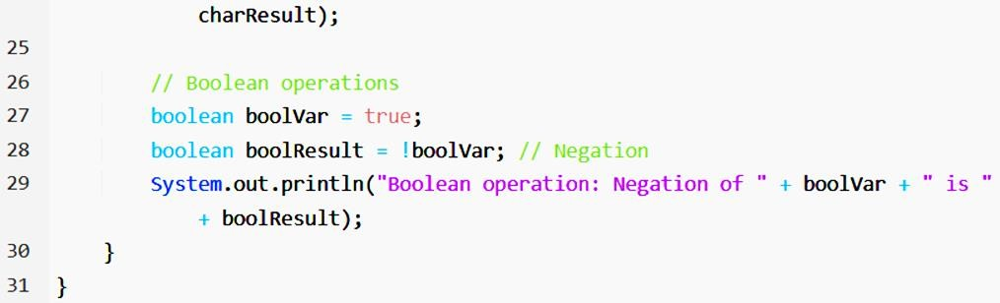 charResult);
25
26 // Boolean operations
27 boolean boolVar = true;
28 boolean boolResult = !boolVar; // Negation
29 System.out.println("Boolean operation: Negation of " + boolVar + " is "
+ boolResult);
30 }
31 }